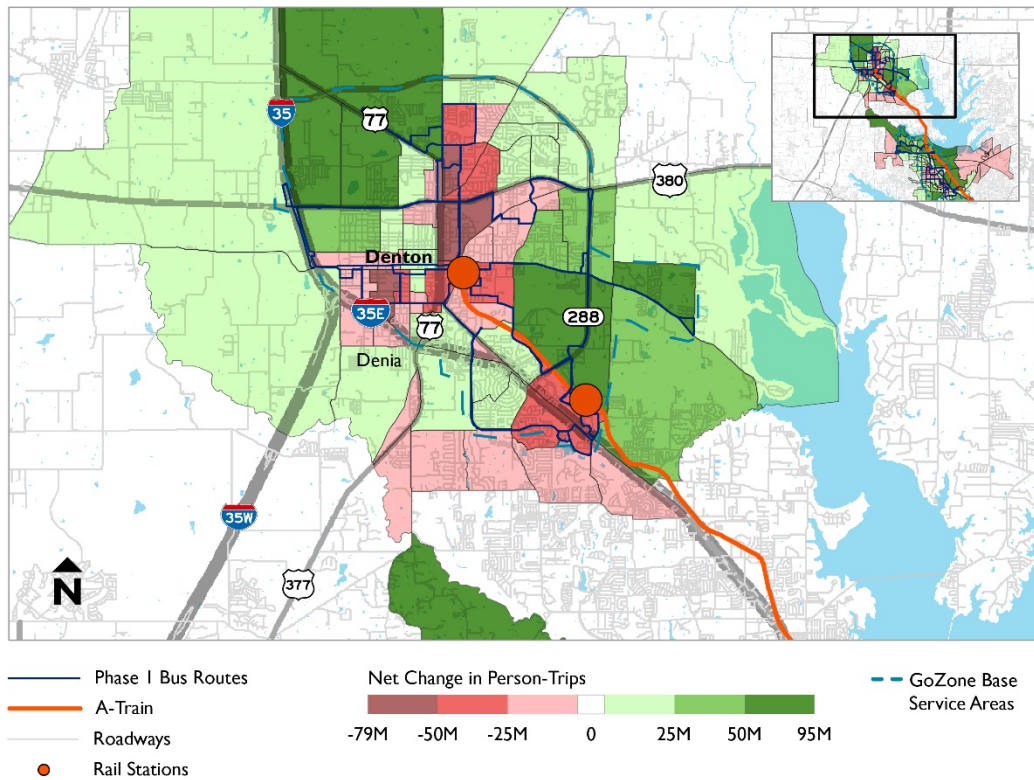 35
77
380
Denton
288
35E
77
Denia
35W
377
N
Phase 1 Bus Routes
A-Train
Roadways
Rail Stations
Net Change in Person-Trips
-79M -50M -25M 0 25M 50M 95M
GoZone Base
Service Areas